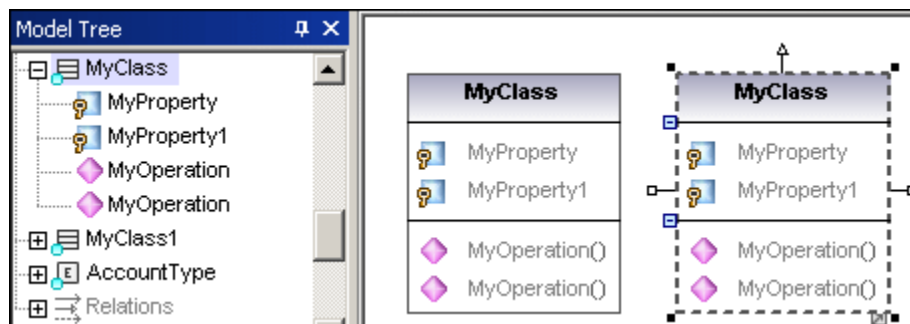 Model Tree
MyClass
MyProperty
MyProperty1
MyOperation
MyOperation
MyClass1
E AccountType
Relations
MyClass
MyProperty
MyProperty1
MyOperation()
MyOperation()
MyClass
MyProperty
MyProperty1
MyOperation()
MyOperation()